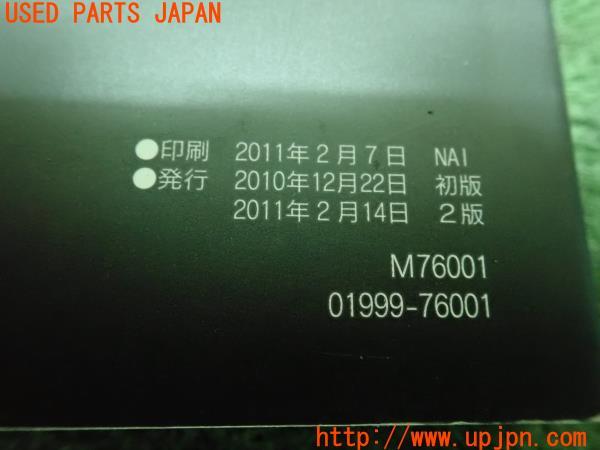 USED PARTS JAPAN
●印刷 2011年2月7日 NAI
●発行 2010年12月22日 初版
2011年2月14日 2版
M76001
01999-76001
http://www.upjpn.com/